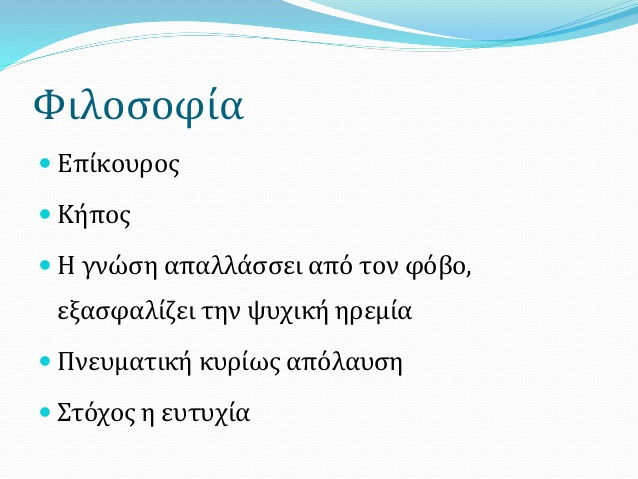 Φιλοσοφία
Επίκουρος
Κήπος
Η γνώση απαλλάσσει από τον φόβο,
εξασφαλίζει την ψυχική ηρεμία
Πνευματική κυρίως απόλαυση
Στόχος η ευτυχία